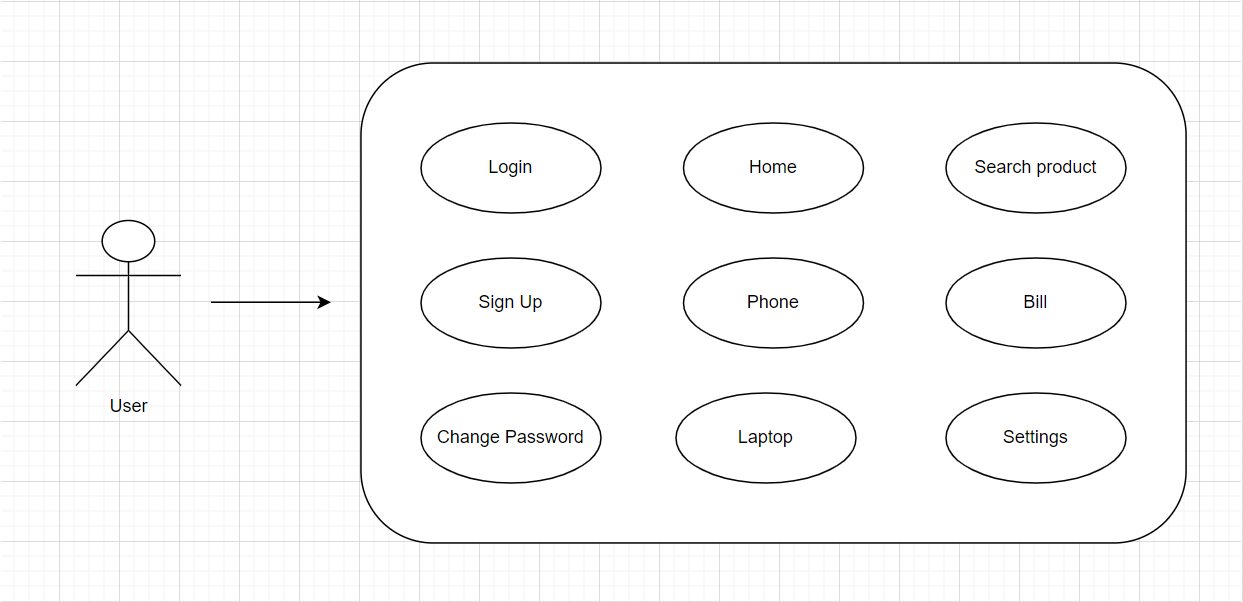 Login
Home
Search product
Sign Up
Phone
Bill
User
Change Password
Laptop
Settings